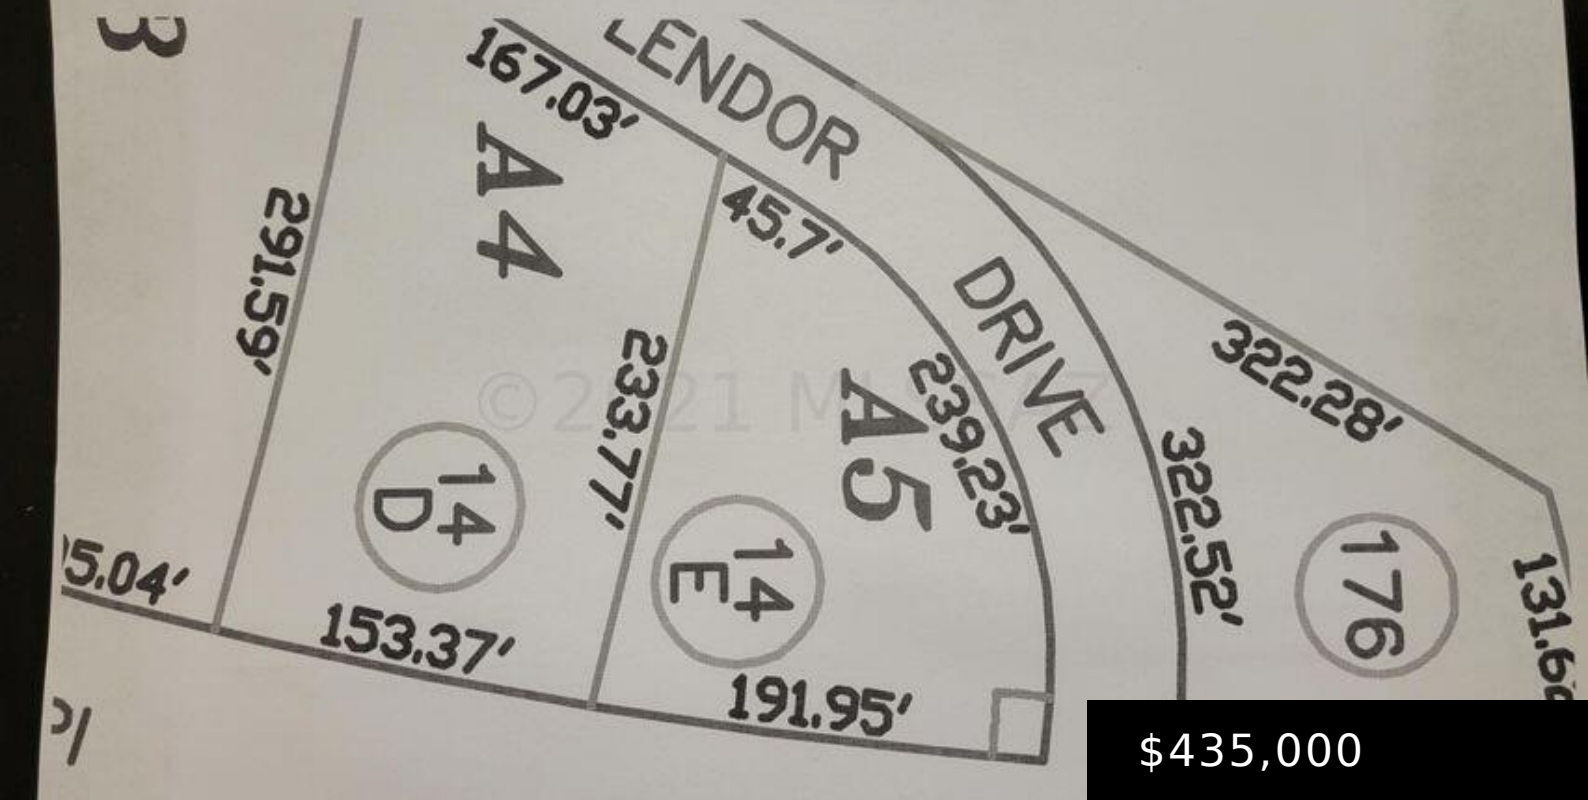 3
167.03'
LENDOR
DRIVE
A4
45.7'
291.59'
233.77'
A5
239.23'
322.28'
322.52'
14
D
14
E
176
5.04'
153.37'
191.95'
$435,000